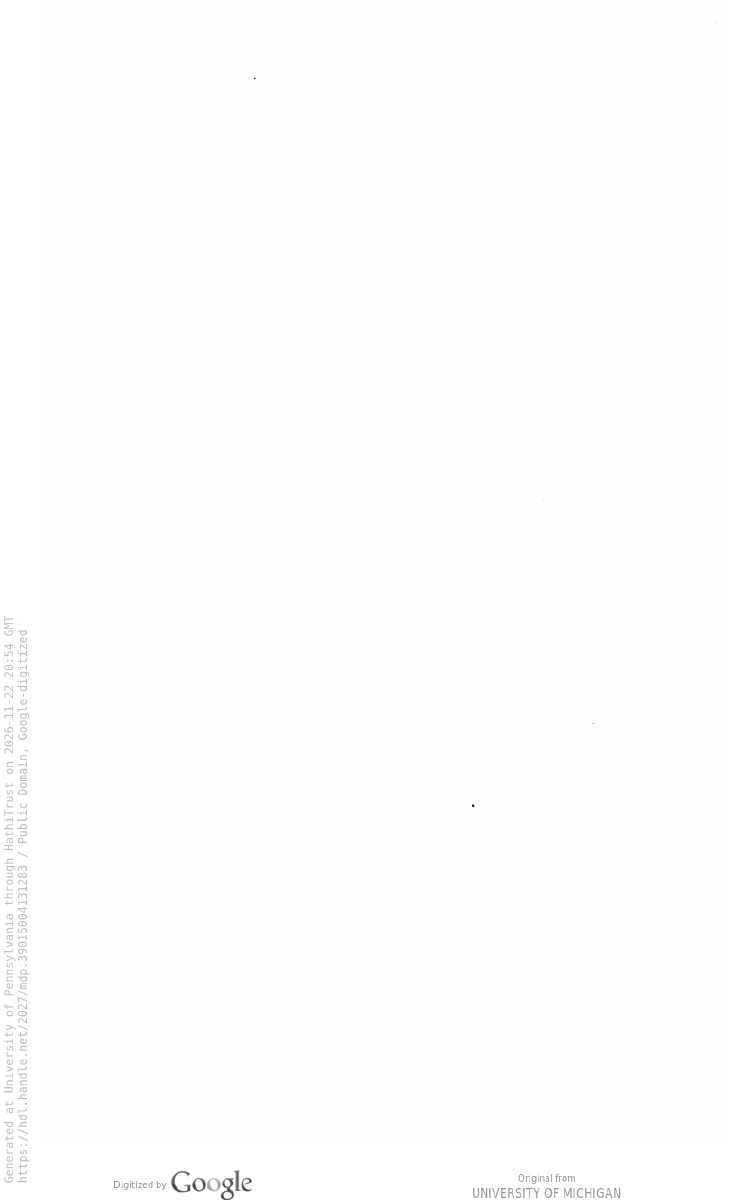 Generated at University of Pennsylvania through HathiTrust on 2026-11-22 20:54 GMT
https://hdl.handle.net/2027/mdp.39015004131283 / Public Domain, Google-digitized
Digitized by Google
Original from
UNIVERSITY OF MICHIGAN